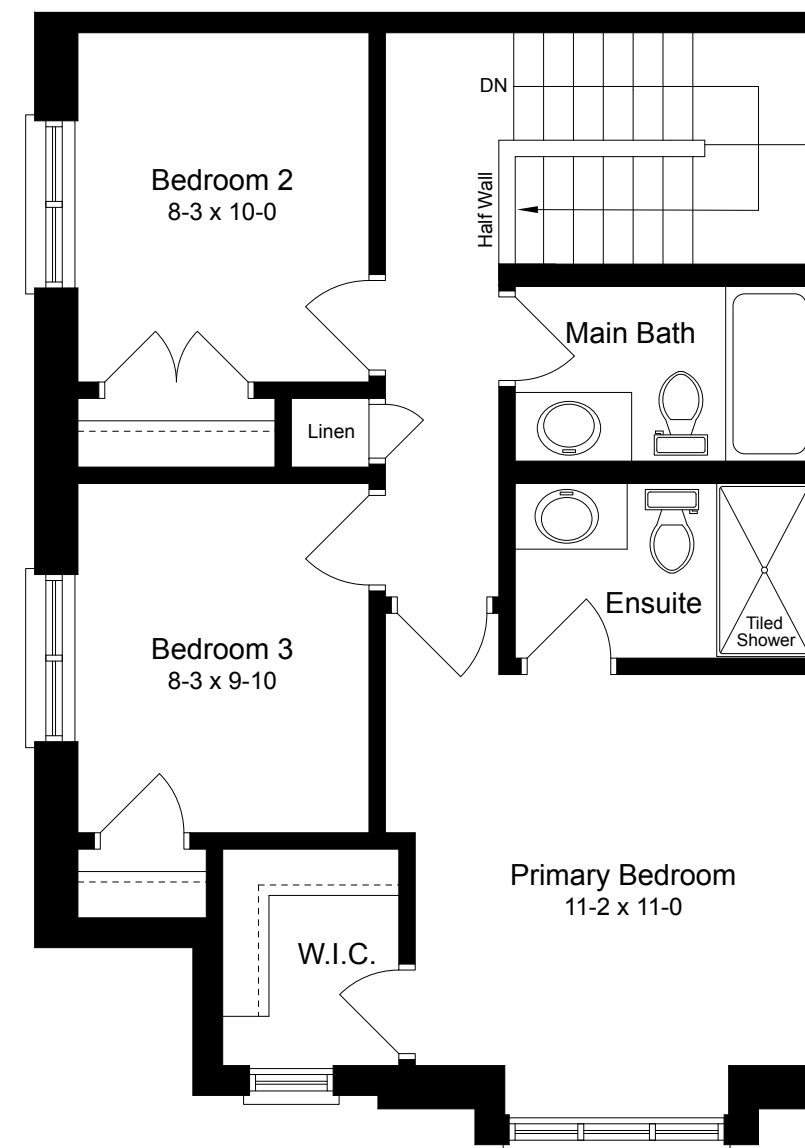 DN
Half Wall
Bedroom 2
8-3 x 10-0
Main Bath
Linen
Ensuite
Tiled
Shower
Bedroom 3
8-3 x 9-10
Primary Bedroom
11-2 x 11-0
W.I.C.